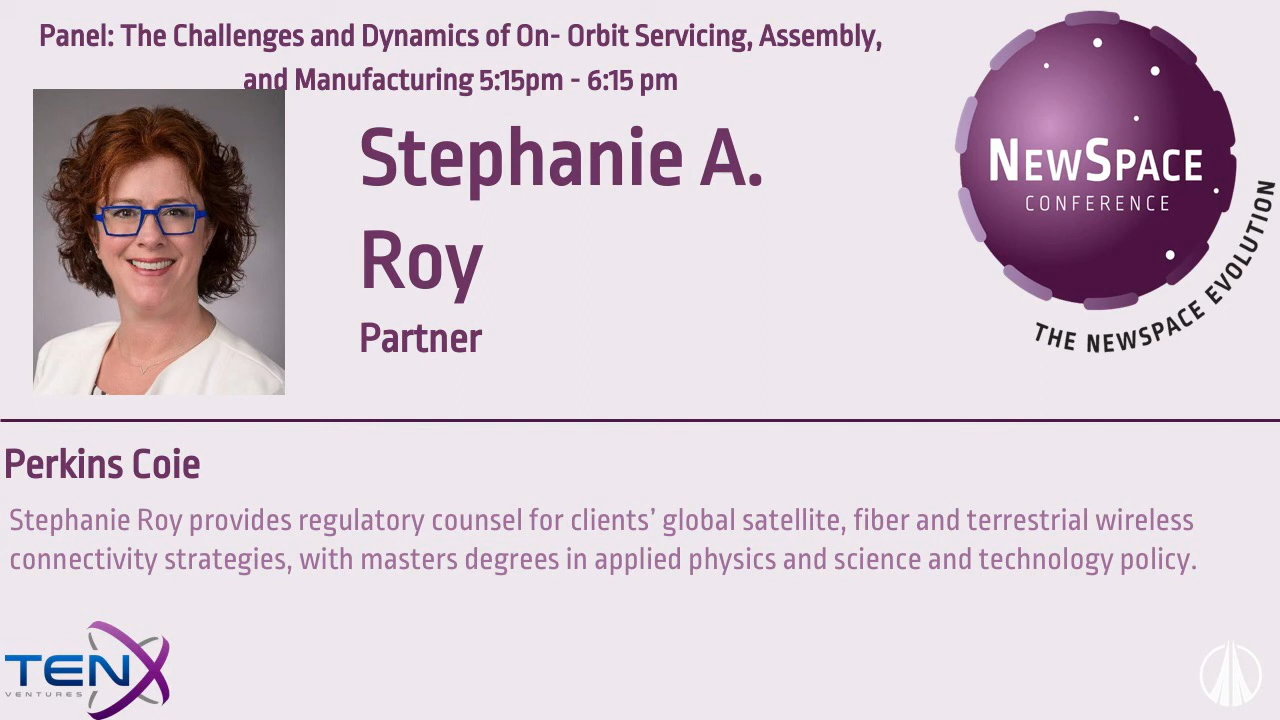 Panel: The Challenges and Dynamics of On- Orbit Servicing, Assembly,
and Manufacturing 5:15pm - 6:15 pm
Stephanie A.
Roy
Partner
NEWSPACE
CONFERENCE
THE NEWSPACE EVOLUTION
Perkins Coie
Stephanie Roy provides regulatory counsel for clients’ global satellite, fiber and terrestrial wireless
connectivity strategies, with masters degrees in applied physics and science and technology policy.
TENX
VENTURES